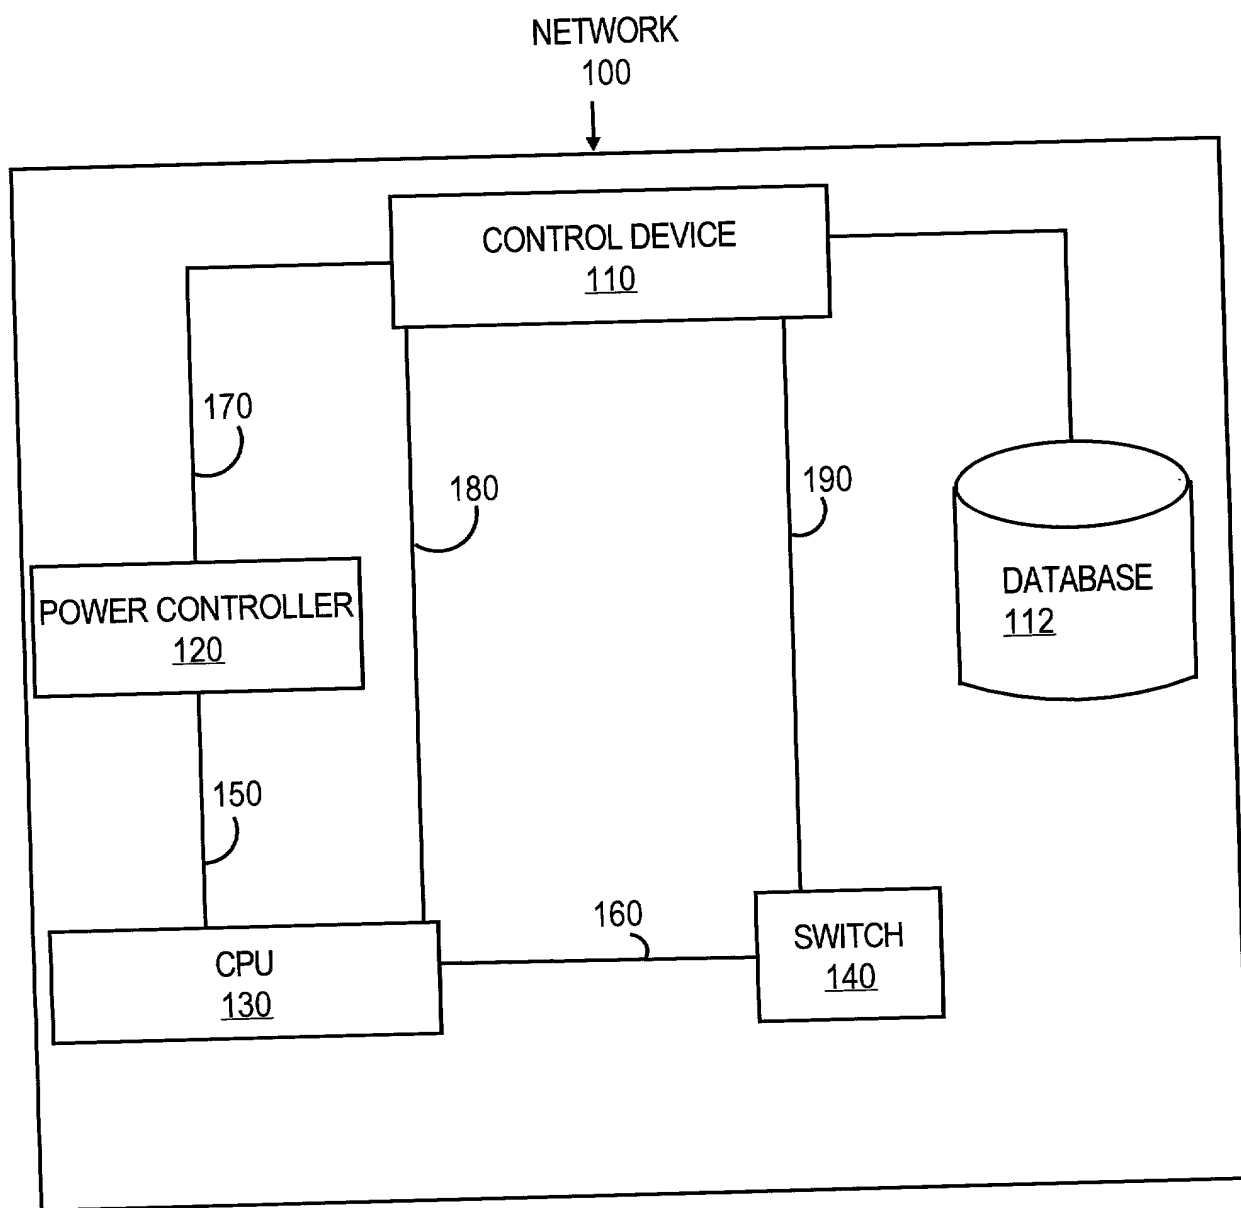 NETWORK
100
CONTROL DEVICE
110
170
180
190
POWER CONTROLLER
120
DATABASE
112
150
160
CPU
130
SWITCH
140